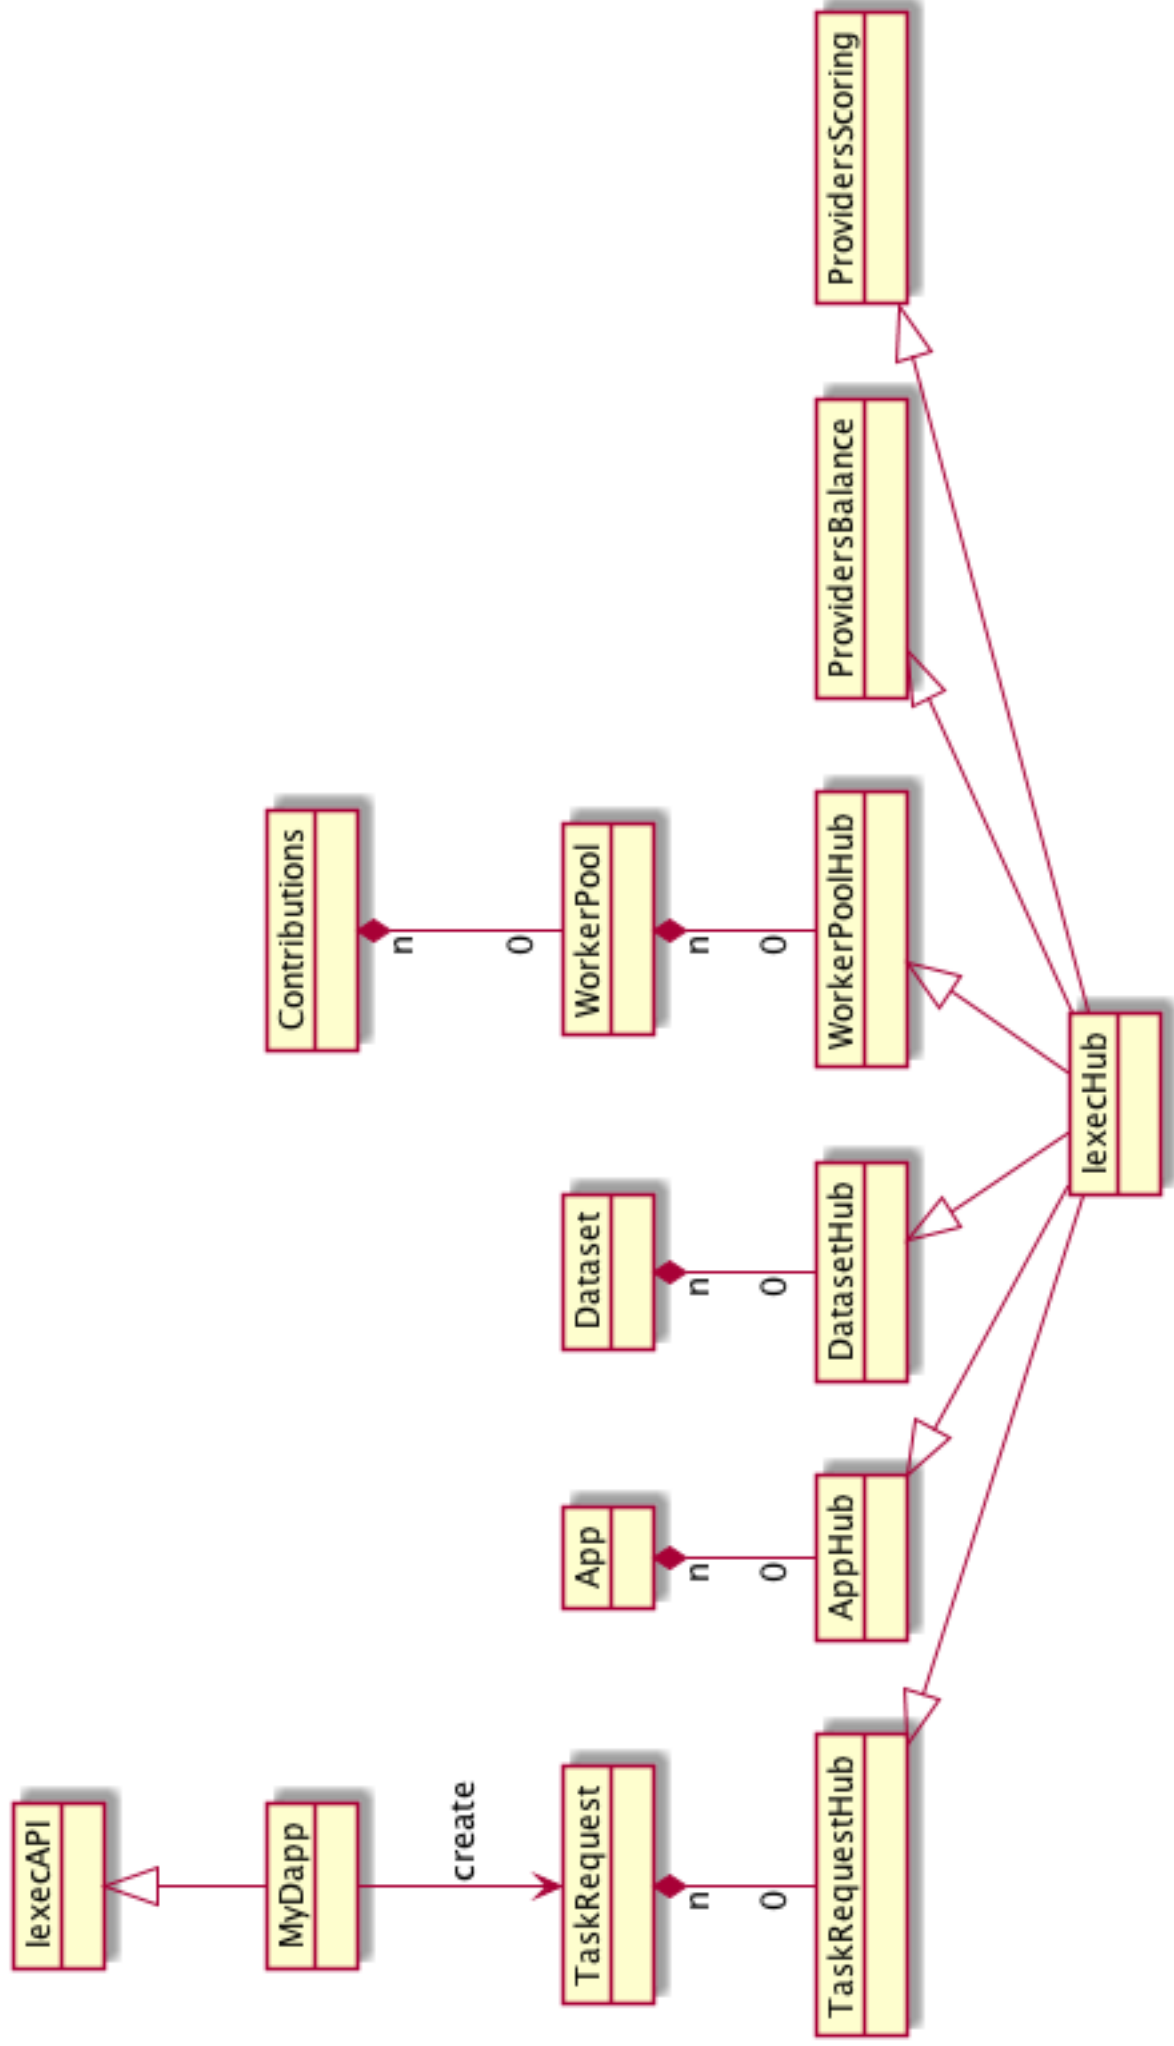 IexecAPI
MyDapp
Contributions
n
create
0
TaskRequest
App
Dataset
WorkerPool
n
n
n
n
0
0
0
0
TaskRequestHub
AppHub
DatasetHub
WorkerPoolHub
ProvidersBalance
ProvidersScoring
IexecHub